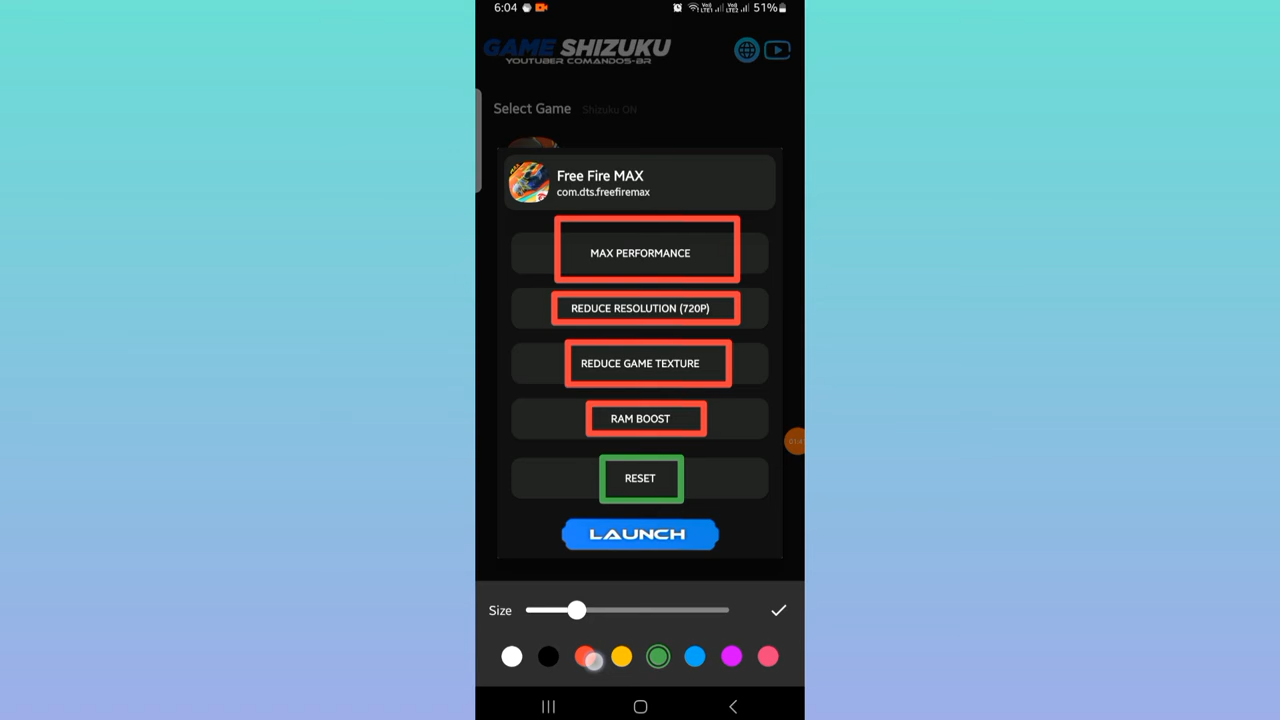 6:04 51%
GAME SHIZUKU
YOUTUBER COMANDOS-BR
Select Game Shizuku ON
Free Fire MAX
com.dts.freefiremax
MAX PERFORMANCE
REDUCE RESOLUTION (720P)
REDUCE GAME TEXTURE
RAM BOOST
RESET
LAUNCH
Size